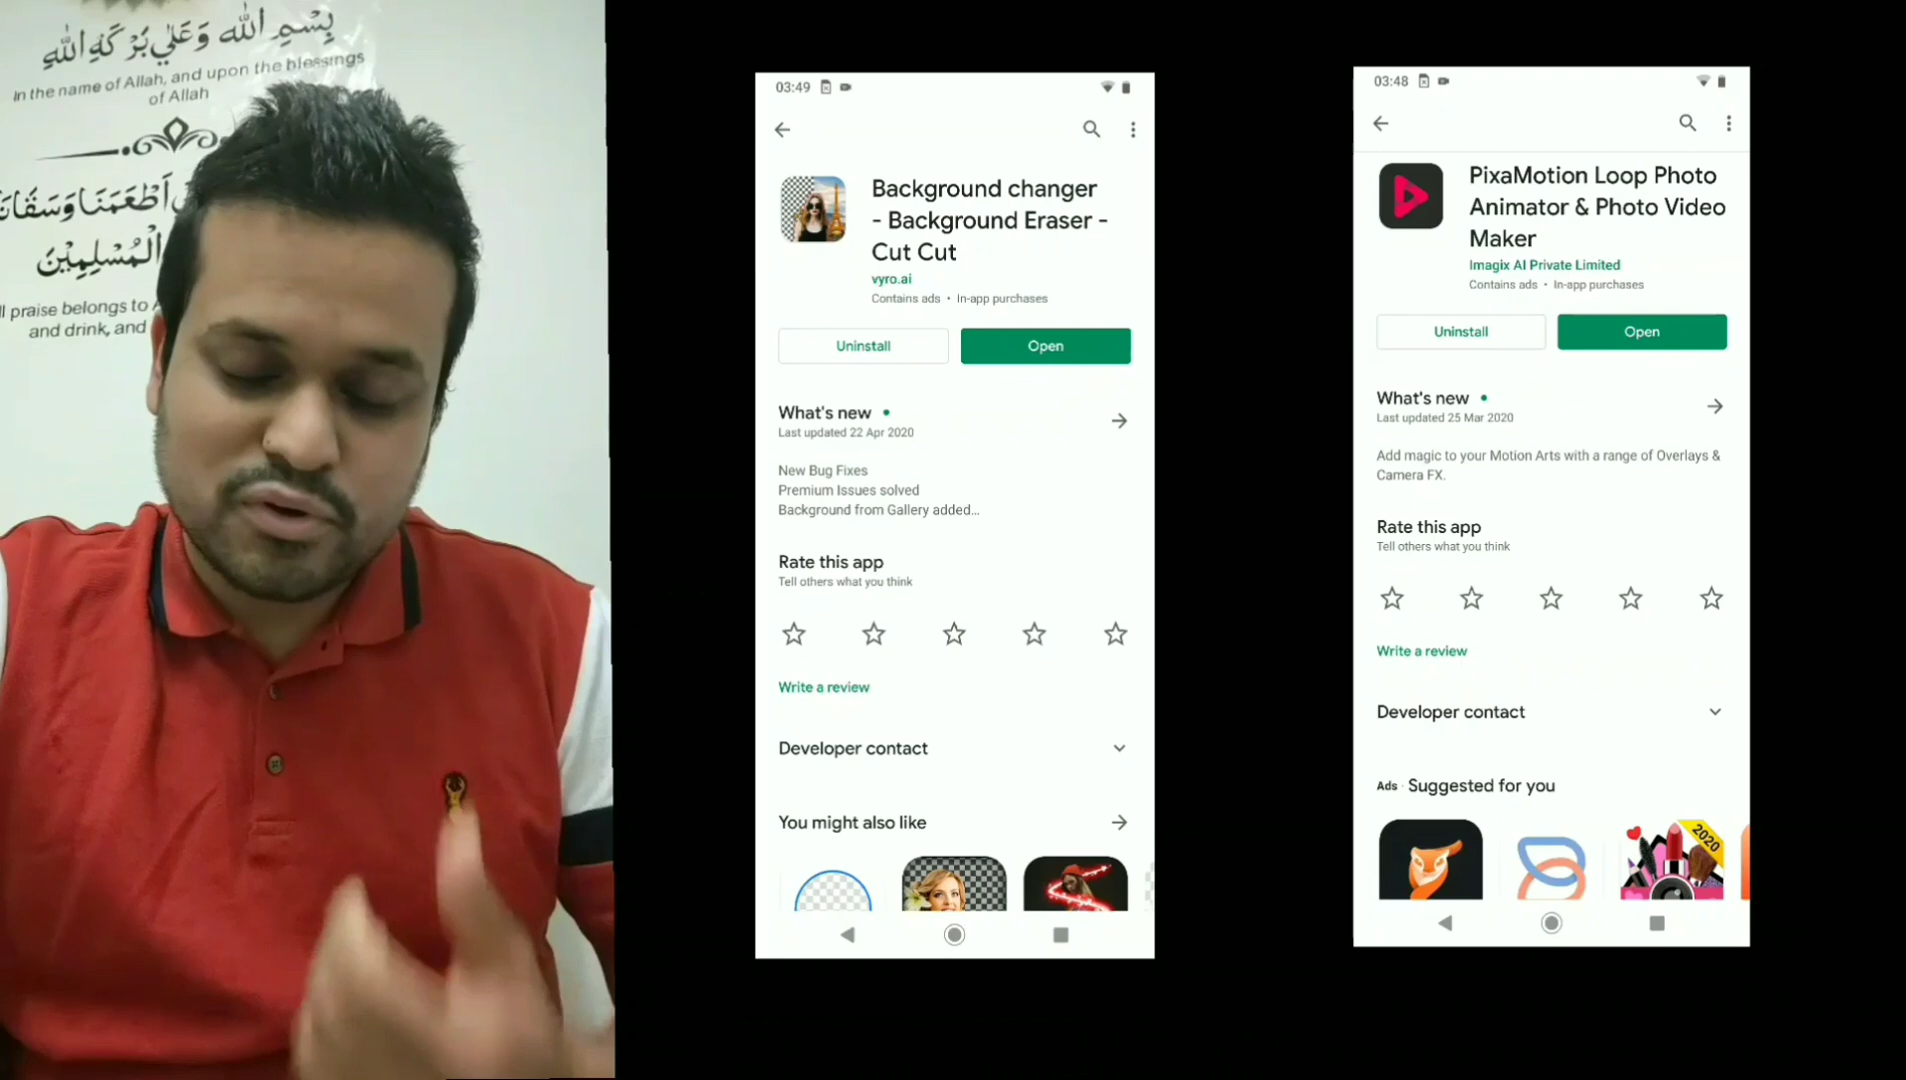 بِسْمِ اللّٰهِ وَعَلٰي بَرْكَةِ اللّٰهِ
In the name of Allah, and upon the blessings
of Allah
اَطْعَمَنَا وَسَقَانَا
الْمُسْلِمِيْنَ
ll praise belongs to
and drink, and
03:49
Background changer
- Background Eraser -
Cut Cut
vyro.ai
Contains ads • In-app purchases
Uninstall
Open
What's new
Last updated 22 Apr 2020
New Bug Fixes
Premium Issues solved
Background from Gallery added...
Rate this app
Tell others what you think
Write a review
Developer contact
You might also like
03:48
PixaMotion Loop Photo
Animator & Photo Video
Maker
Imagix AI Private Limited
Contains ads • In-app purchases
Uninstall
Open
What's new
Last updated 25 Mar 2020
Add magic to your Motion Arts with a range of Overlays &
Camera FX.
Rate this app
Tell others what you think
Write a review
Developer contact
Ads · Suggested for you
2020